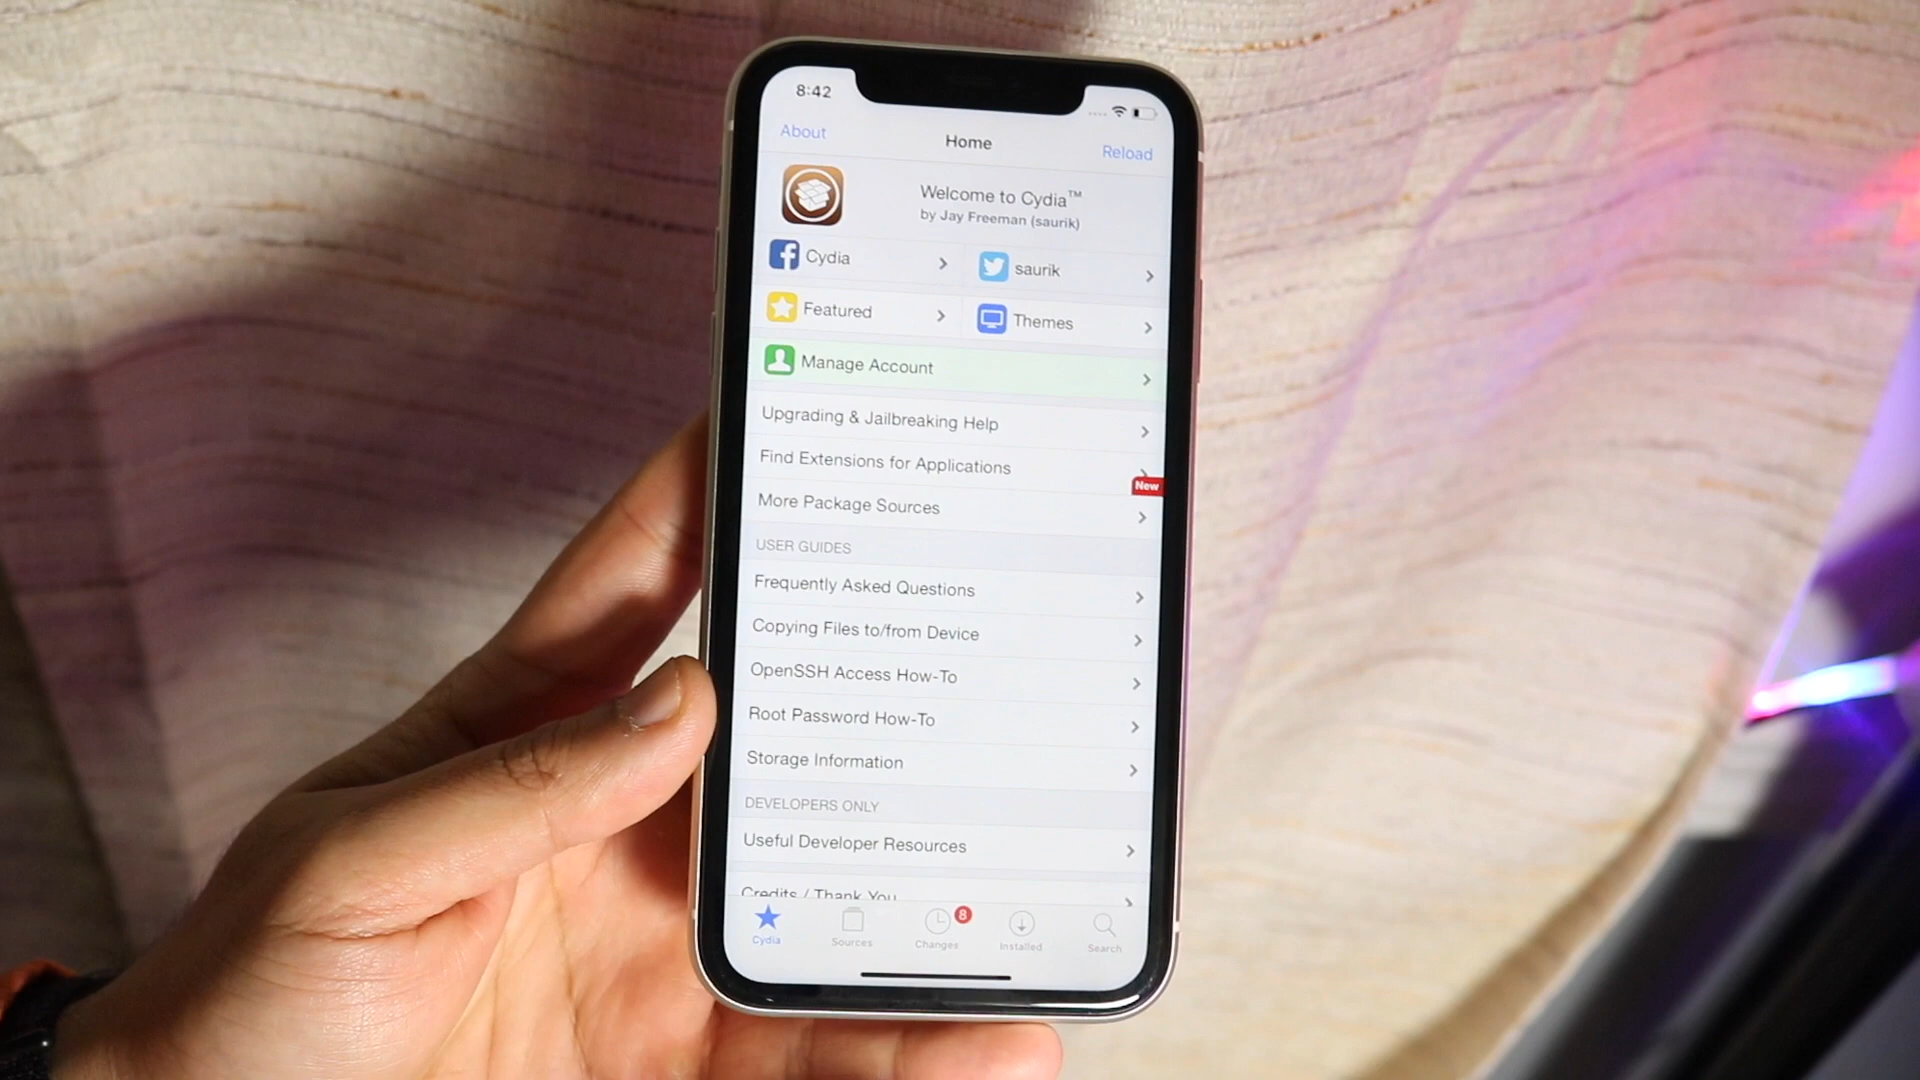 8:42
About
Home
Reload
Welcome to Cydia™
by Jay Freeman (saurik)
Cydia
saurik
Featured
Themes
Manage Account
Upgrading & Jailbreaking Help
Find Extensions for Applications
New
More Package Sources
USER GUIDES
Frequently Asked Questions
Copying Files to/from Device
OpenSSH Access How-To
Root Password How-To
Storage Information
DEVELOPERS ONLY
Useful Developer Resources
Credits / Thank You
8
Cydia
Sources
Changes
Installed
Search